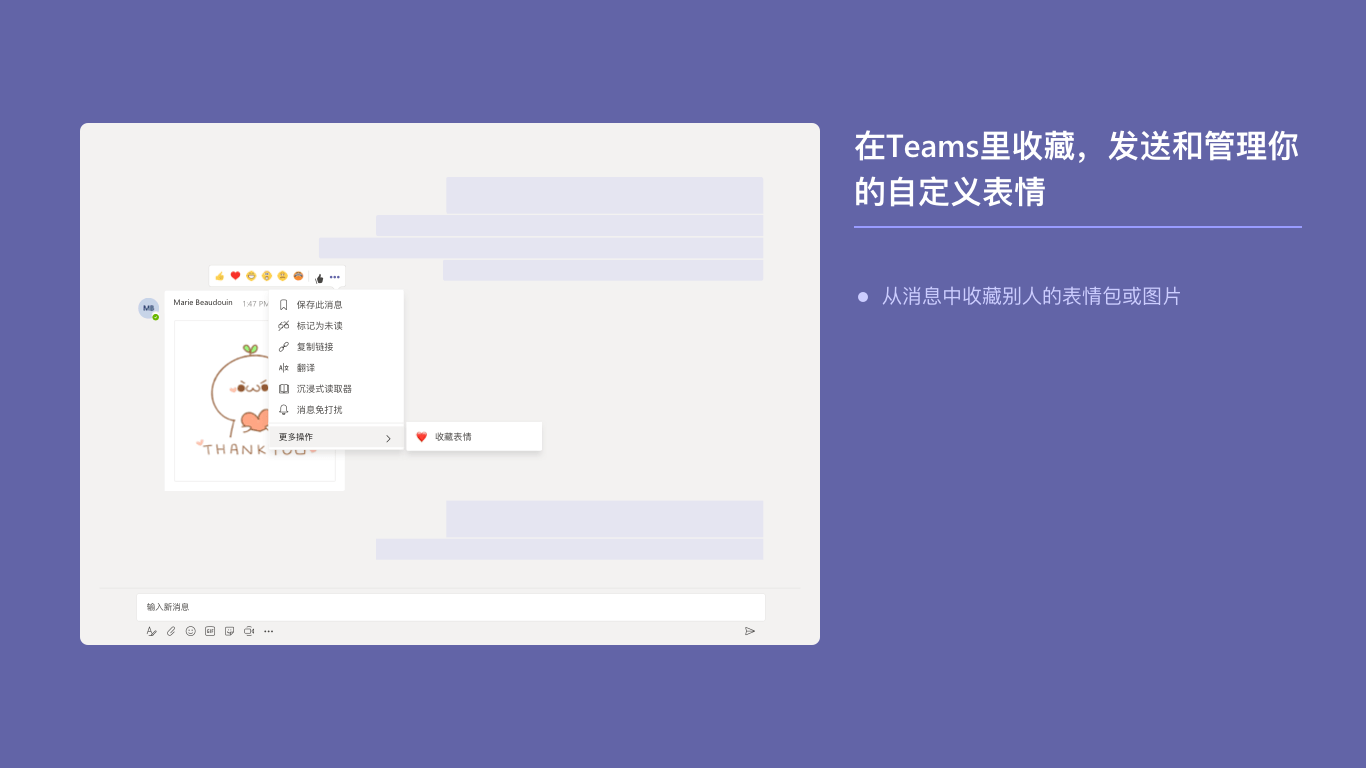 在Teams里收藏，发送和管理你
的自定义表情
从消息中收藏别人的表情包或图片
MB
Marie Beaudouin 1:47 PM
保存此消息
标记为未读
复制链接
翻译
沉浸式读取器
消息免打扰
更多操作
收藏表情
THANK YOU
输入新消息
GIF